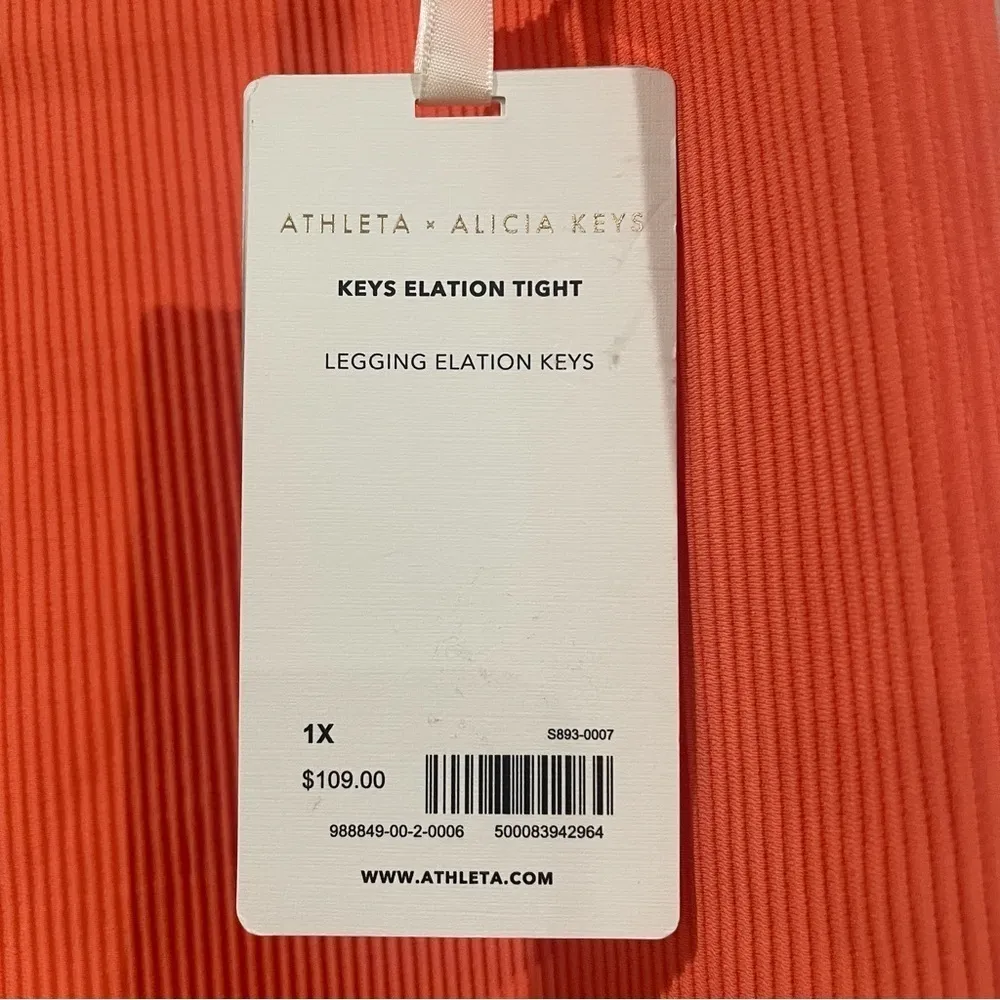 ATHLETA × ALICIA KEYS
KEYS ELATION TIGHT
LEGGING ELATION KEYS
1X
S893-0007
$109.00
988849-00-2-0006 500083942964
WWW.ATHLETA.COM